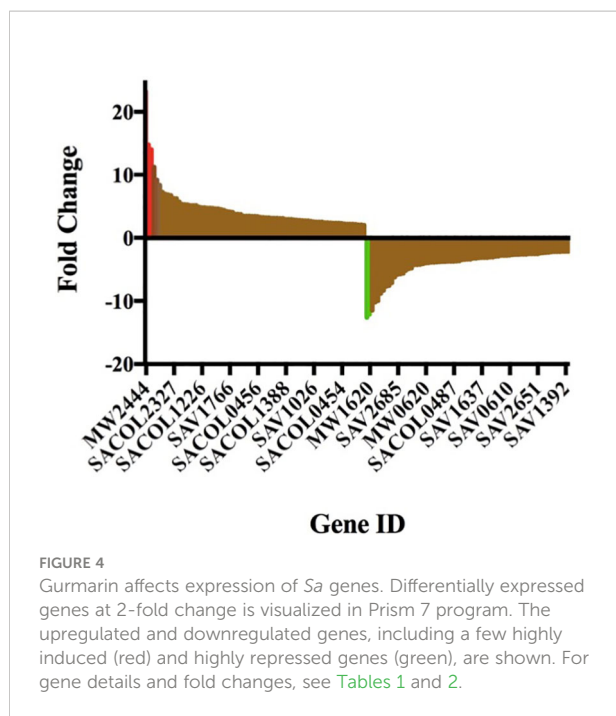 20
10
0
-10
-20
Fold Change
MW2444
SACOL2327
SACOL1226
SAV1766
SACOL0456
SACOL1388
SAV1026
SACOL0454
MW1620
SAV2685
MW0620
SACOL0487
SAV1637
SAV0610
SAV2651
SAV1392
Gene ID
FIGURE 4
Gurmarin affects expression of Sa genes. Differentially expressed
genes at 2-fold change is visualized in Prism 7 program. The
upregulated and downregulated genes, including a few highly
induced (red) and highly repressed genes (green), are shown. For
gene details and fold changes, see Tables 1 and 2.